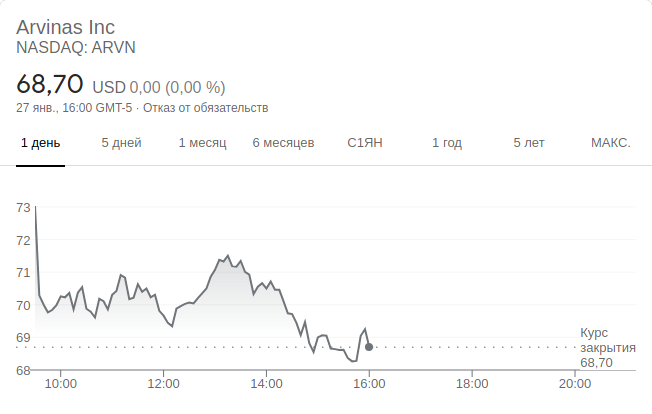 Arvinas Inc
NASDAQ: ARVN
68,70 USD 0,00 (0,00 %)
27 янв., 16:00 GMT-5 · Отказ от обязательств
1 день 5 дней 1 месяц 6 месяцев С1ЯН 1 год 5 лет МАКС.
73
72
71
70
69
68
Курс
закрытия
68,70
10:00 12:00 14:00 16:00 18:00 20:00